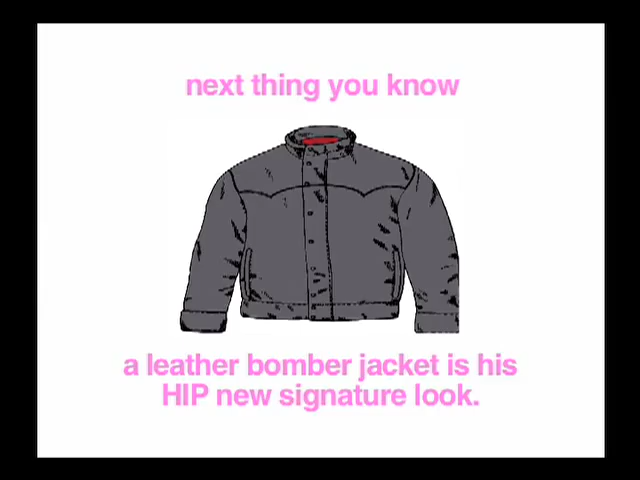 next thing you know
a leather bomber jacket is his
HIP new signature look.